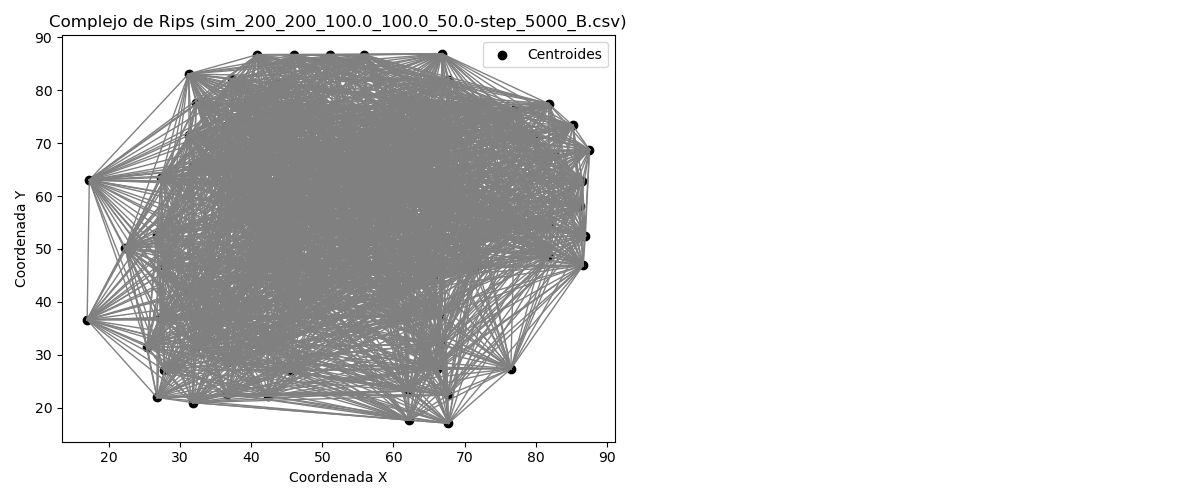 Complejo de Rips (sim_200_200_100.0_100.0_50.0-step_5000_B.csv)
Centroides
Coordenada Y
90
80
70
60
50
40
30
20
20 30 40 50 60 70 80 90
Coordenada X